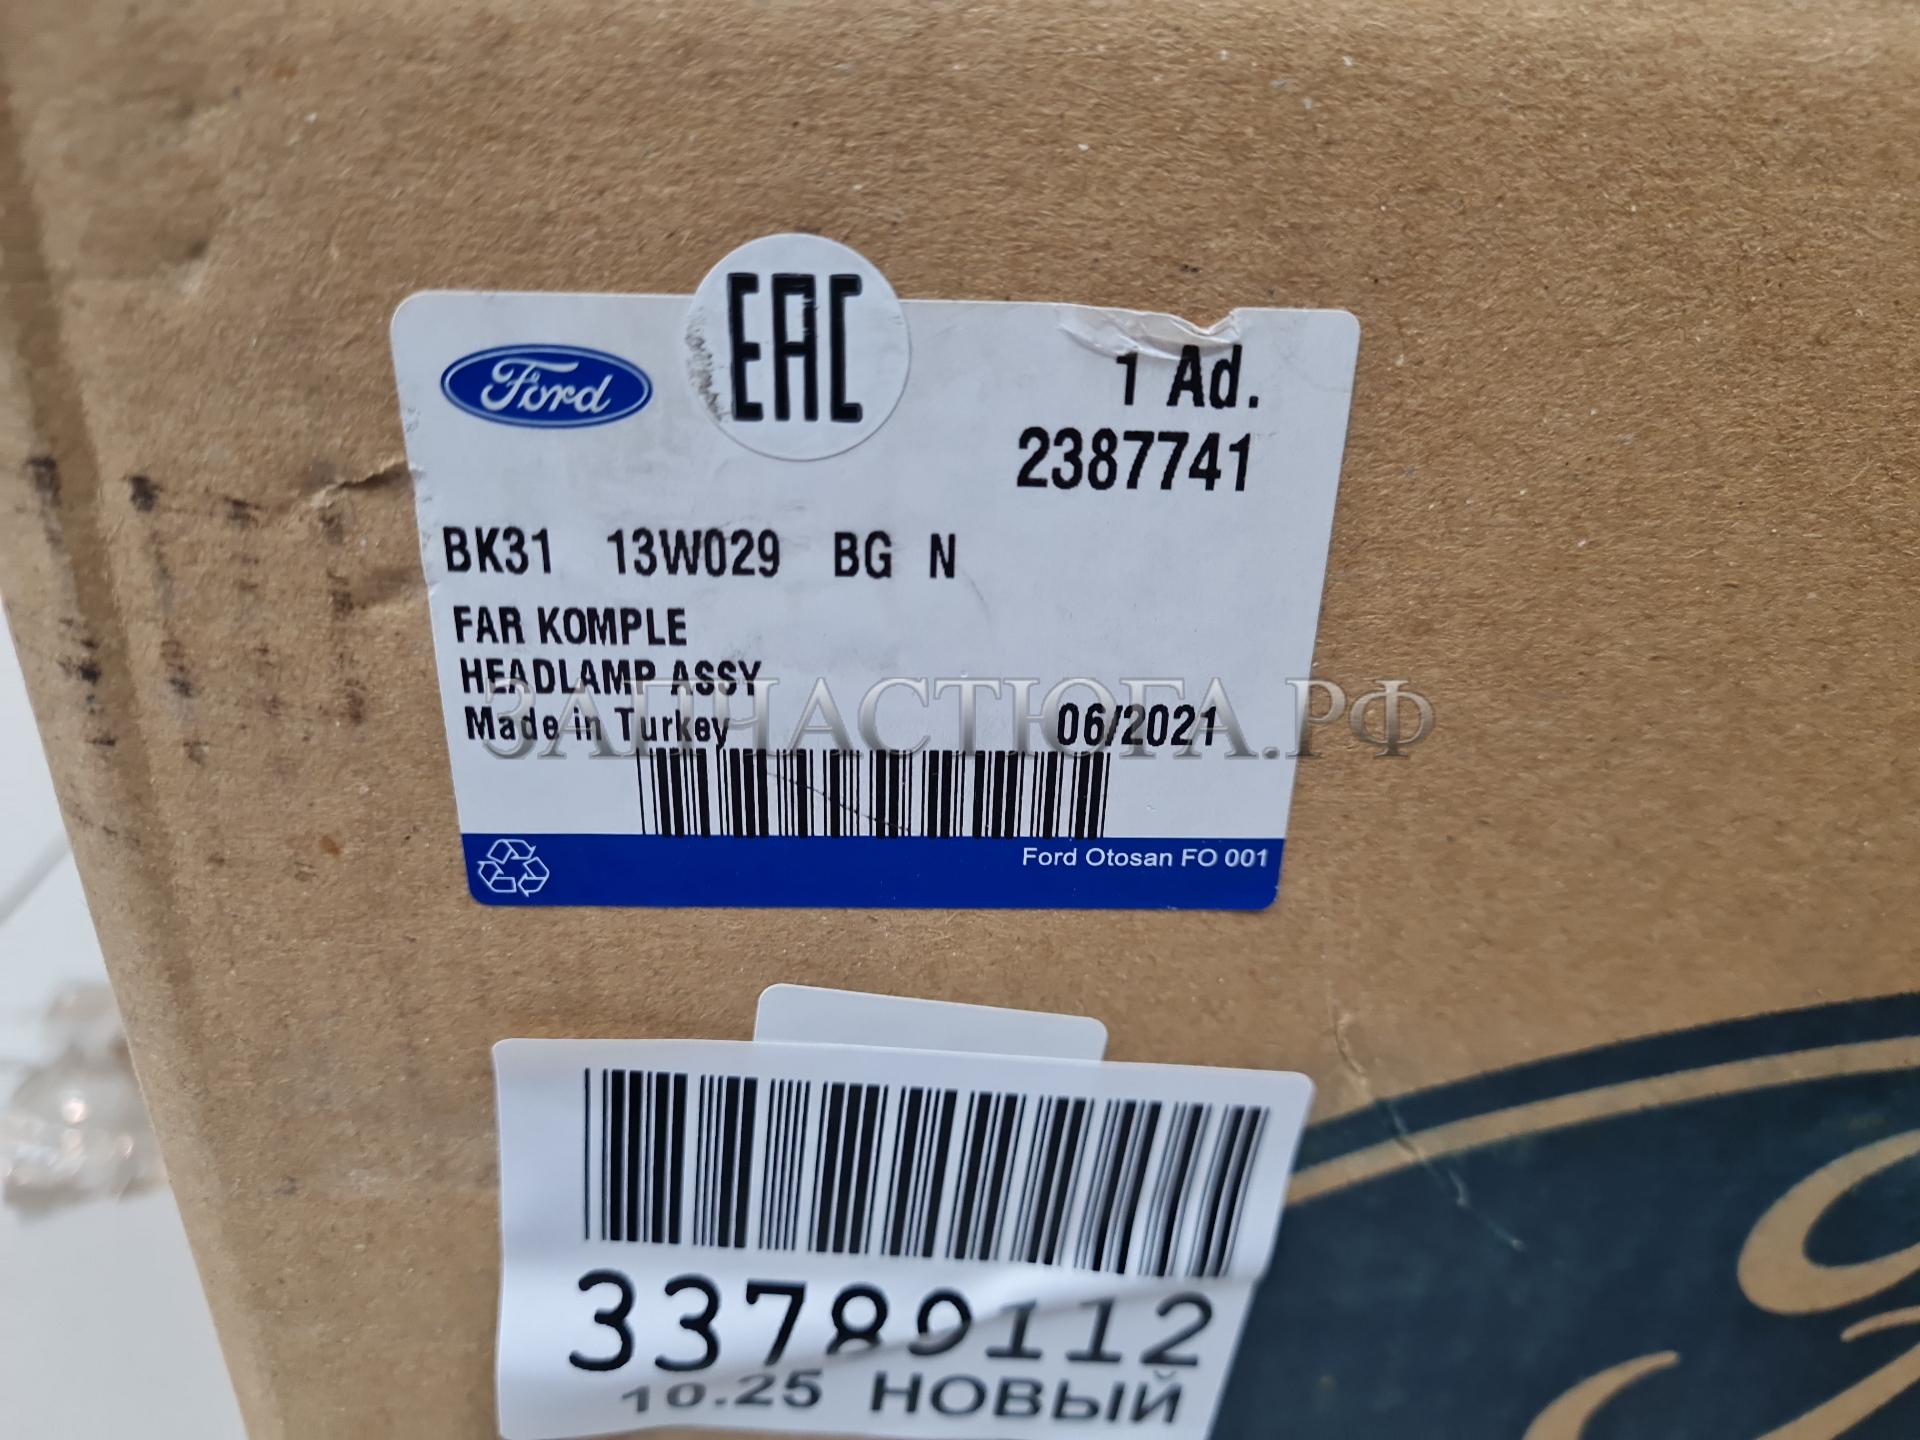 Ford
EAC
1 Ad.
2387741
BK31 13W029 BG N
FAR KOMPLE
HEADLAMP ASSY
Made in Turkey 06/2021
ЗАПЧАСТЮГА.РФ
Ford Otosan FO 001
33789112
10.25 НОВЫЙ